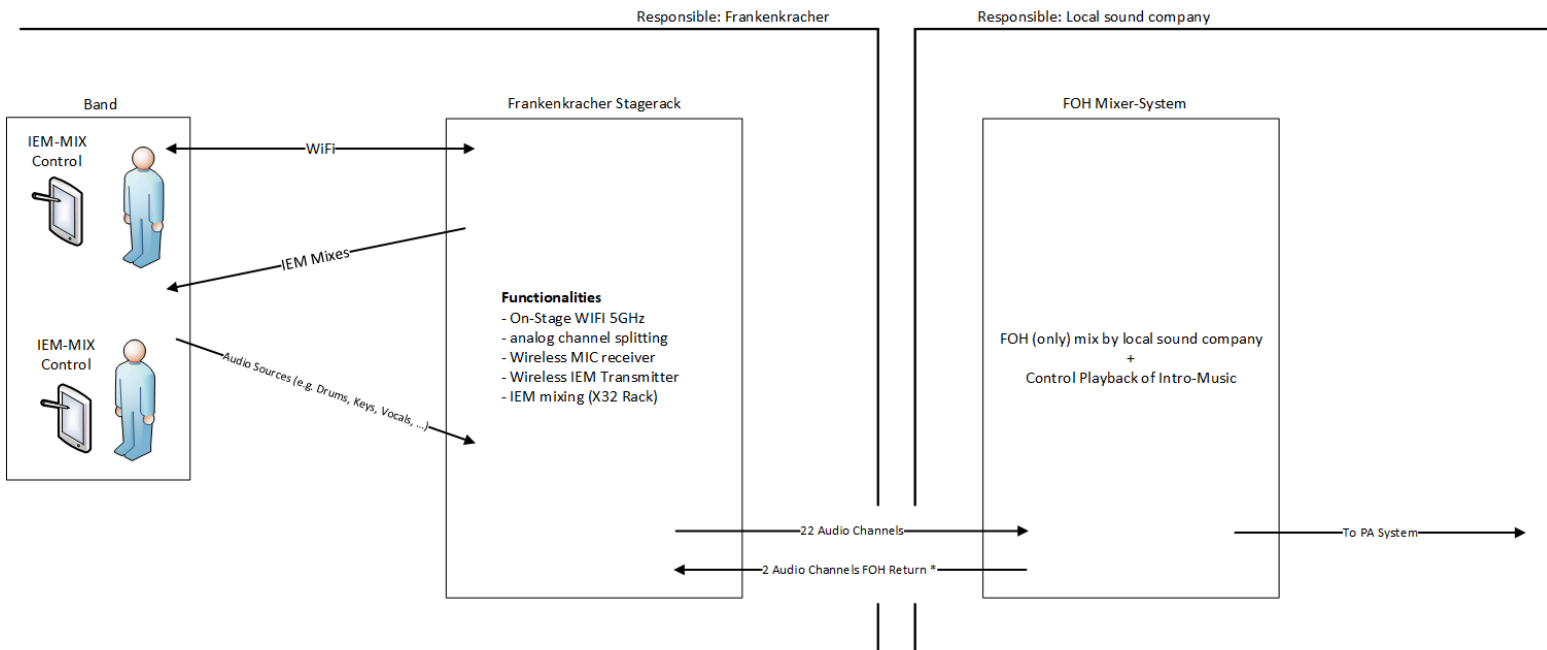 Responsible: Frankenkracher
Responsible: Local sound company
Band
Frankenkracher Stagerack
FOH Mixer-System
IEM-MIX
Control
WiFi
IEM Mixes
Functionalities
- On-Stage WIFI 5GHz
- analog channel splitting
- Wireless MIC receiver
- Wireless IEM Transmitter
- IEM mixing (X32 Rack)
FOH (only) mix by local sound company
+
Control Playback of Intro-Music
IEM-MIX
Control
Audio Sources (e.g. Drums, Keys, Vocals, ...)
22 Audio Channels
To PA System
2 Audio Channels FOH Return *